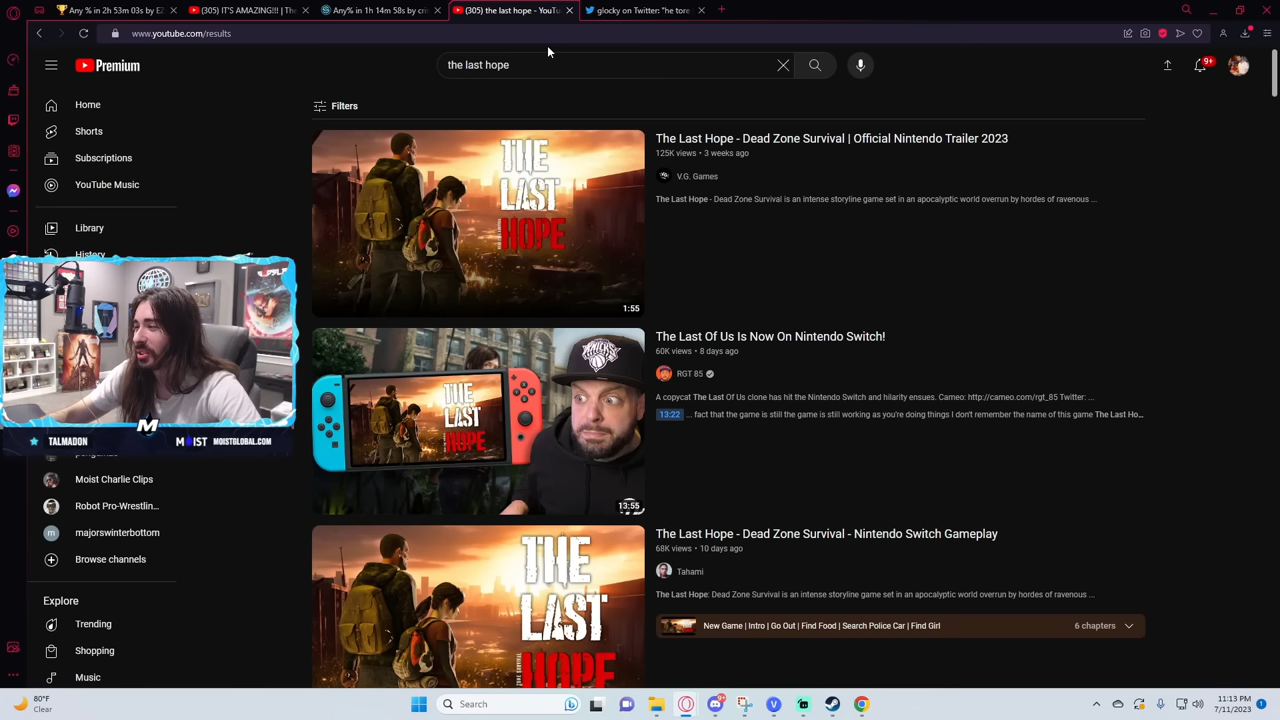 Any % in 2h 53m 03s by E
(305) IT'S AMAZING!!! | The
Any% in 1h 14m 58s by crim
(305) the last hope - YouTu
glocky on Twitter: "he tore
www.youtube.com/results
Premium
the last hope
9+
Home
Shorts
Subscriptions
YouTube Music
Library
History
Filters
THE
LAST
HOPE
1:55
The Last Hope - Dead Zone Survival | Official Nintendo Trailer 2023
125K views • 3 weeks ago
V.G. Games
The Last Hope - Dead Zone Survival is an intense storyline game set in an apocalyptic world overrun by hordes of ravenous ...
THE
LAST
HOPE
KNICKS
13:55
The Last Of Us Is Now On Nintendo Switch!
60K views • 8 days ago
RGT 85
A copycat The Last Of Us clone has hit the Nintendo Switch and hilarity ensues. Cameo: http://cameo.com/rgt_85 Twitter: ...
13:22 ... fact that the game is still the game is still working as you're doing things I don't remember the name of this game The Last Ho...
TALMADON
M
MOIST
MOISTGLOBAL.COM
Moist Charlie Clips
Robot Pro-Wrestlin...
m
majorswinterbottom
Browse channels
Explore
Trending
Shopping
Music
THE
LAST
HOPE
The Last Hope - Dead Zone Survival - Nintendo Switch Gameplay
68K views • 10 days ago
Tahami
The Last Hope: Dead Zone Survival is an intense storyline game set in an apocalyptic world overrun by hordes of ravenous ...
New Game | Intro | Go Out | Find Food | Search Police Car | Find Girl
6 chapters
80°F
Clear
Search
9+
11:13 PM
7/11/2023